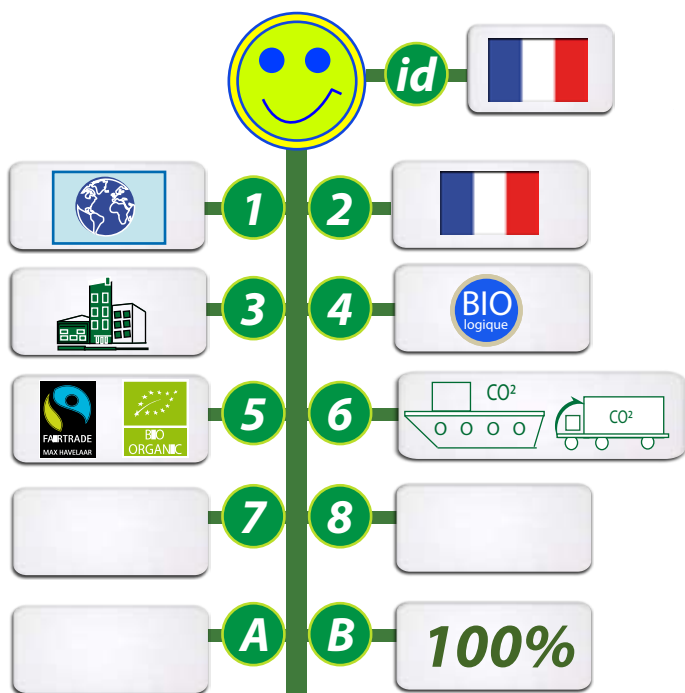 id
1
2
3
4
BIO
logique
FAIRTRADE
MAX HAVELAAR
BIO
ORGANIC
5
6
CO²
CO²
7
8
A
B
100%